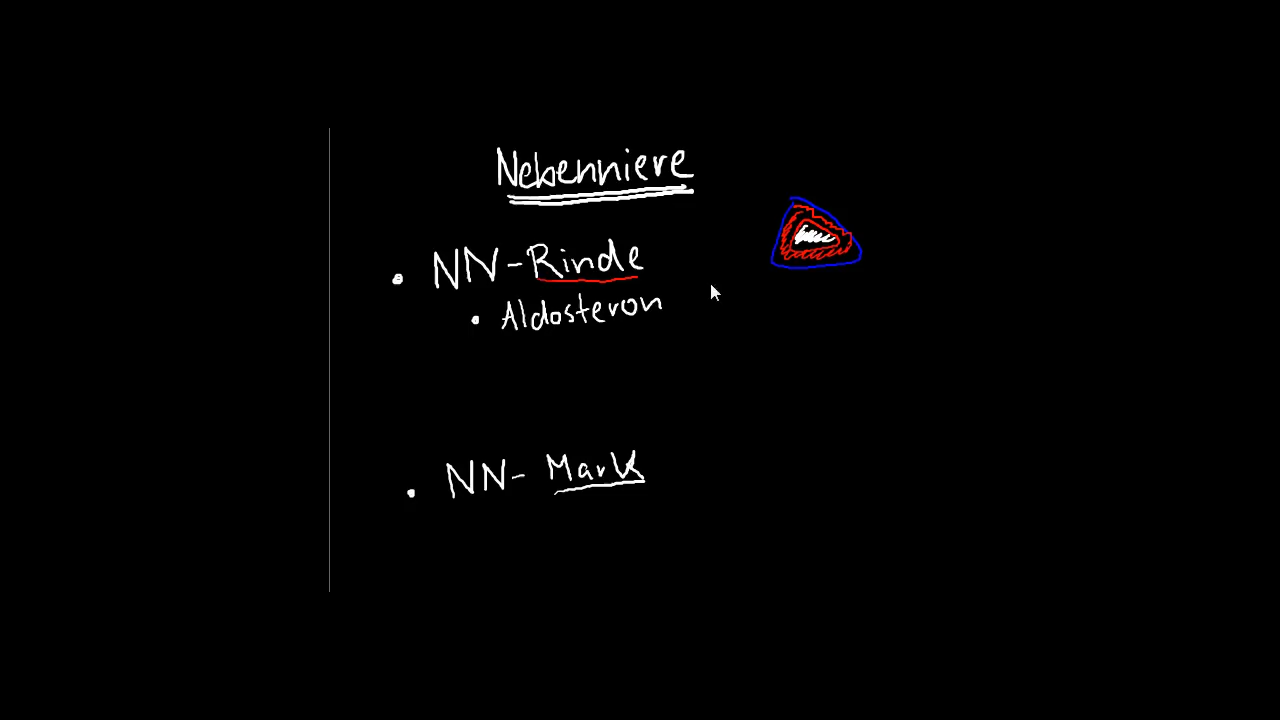 Nebenniere
• NN-Rinde
• Aldosteron
• NN-Mark